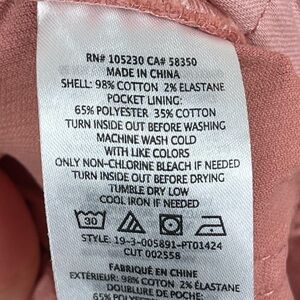 RN# 105230 CA# 58350
MADE IN CHINA
SHELL: 98% COTTON 2% ELASTANE
POCKET LINING:
65% POLYESTER 35% COTTON
TURN INSIDE OUT BEFORE WASHING
MACHINE WASH COLD
WITH LIKE COLORS
ONLY NON-CHLORINE BLEACH IF NEEDED
TURN INSIDE OUT BEFORE DRYING
TUMBLE DRY LOW
COOL IRON IF NEEDED
30
STYLE: 19-3-005891-PT01424
CUT 002558
FABRIQUÉ EN CHINE
EXTÉRIEUR: 98% COTON 2% ÉLASTANE
DOUBLURE DE POCHE
65% POLYESTER